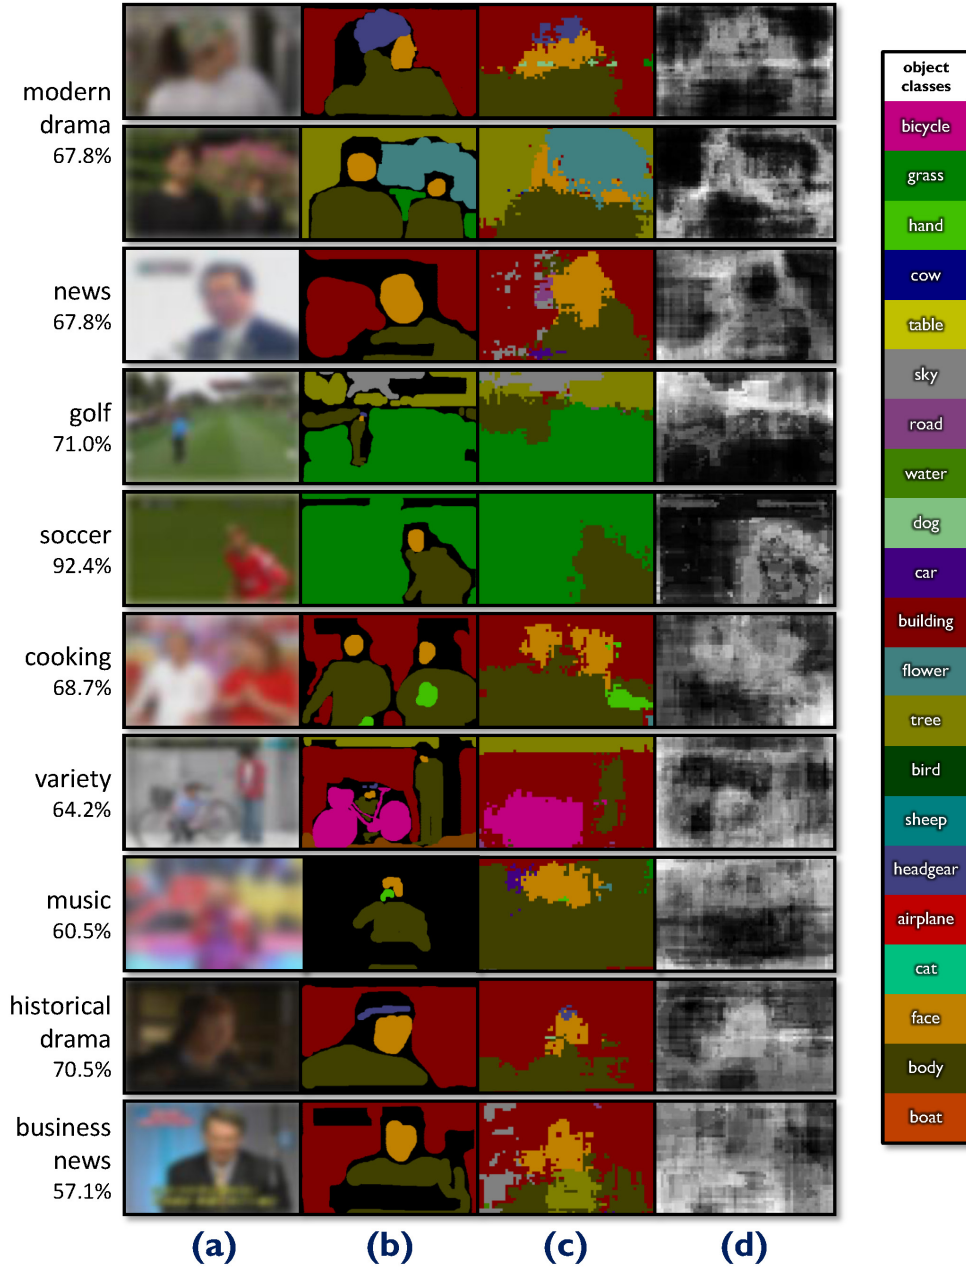 modern
drama
67.8%
news
67.8%
golf
71.0%
soccer
92.4%
cooking
68.7%
variety
64.2%
music
60.5%
historical
drama
70.5%
business
news
57.1%
(a) (b) (c) (d)
object
classes
bicycle
grass
hand
cow
table
sky
road
water
dog
car
building
flower
tree
bird
sheep
headgear
airplane
cat
face
body
boat